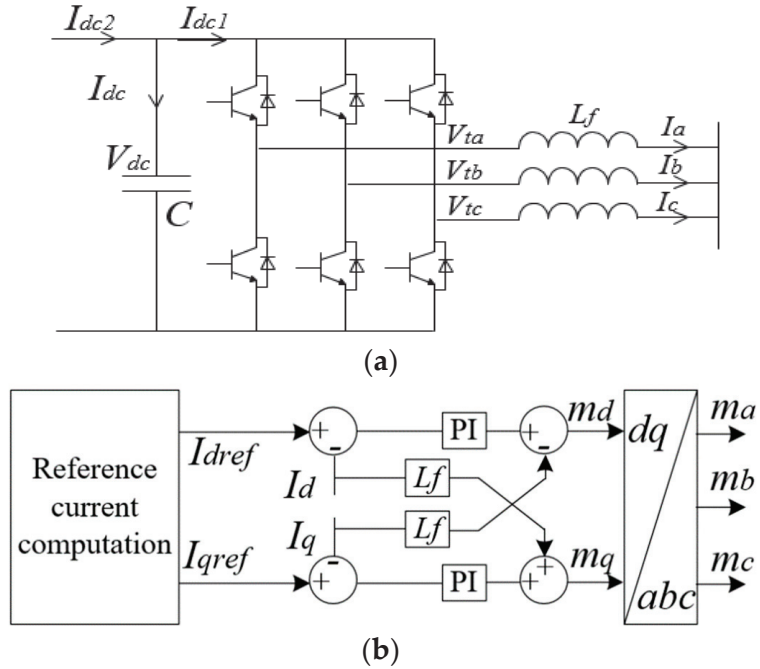 Idc2
Idc1
Idc
Vdc
C
Vta
Lf
Ia
Vtb
Ib
Vtc
Ic
(a)
Reference
current
computation
Idref
+
-
PI
-
md
dq
ma
Id
Lf
mb
Iq
Lf
Iqref
-
+
PI
+
+
mq
abc
mc
(b)